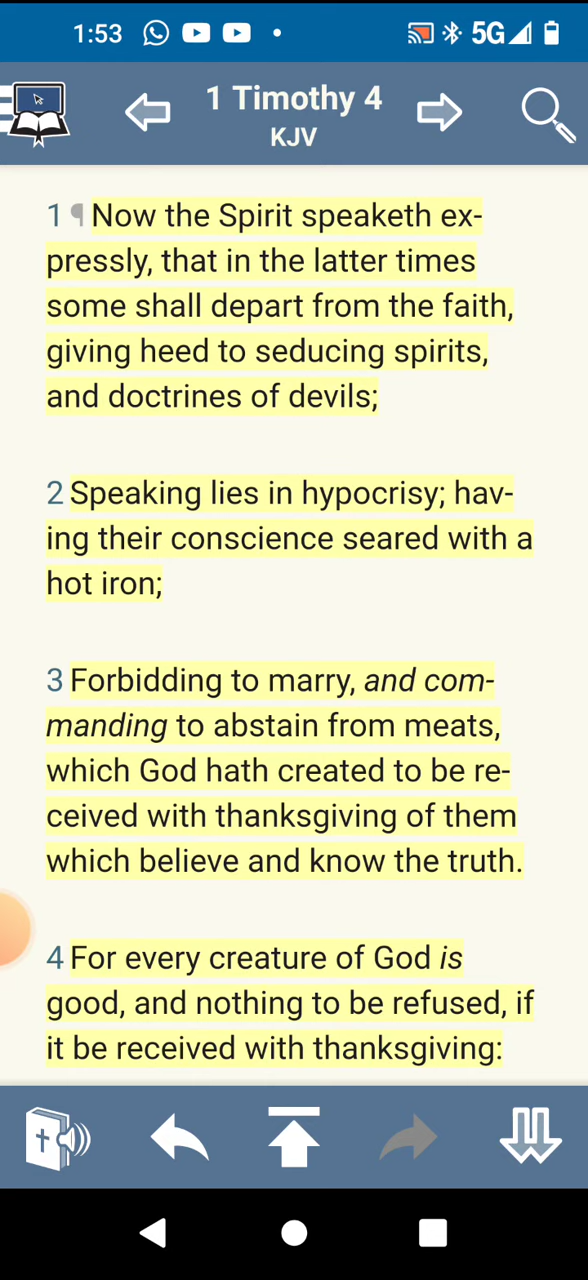 1:53
5G
1 Timothy 4
KJV
1 ¶ Now the Spirit speaketh ex-
pressly, that in the latter times
some shall depart from the faith,
giving heed to seducing spirits,
and doctrines of devils;
2 Speaking lies in hypocrisy; hav-
ing their conscience seared with a
hot iron;
3 Forbidding to marry, and com-
manding to abstain from meats,
which God hath created to be re-
ceived with thanksgiving of them
which believe and know the truth.
4 For every creature of God is
good, and nothing to be refused, if
it be received with thanksgiving: